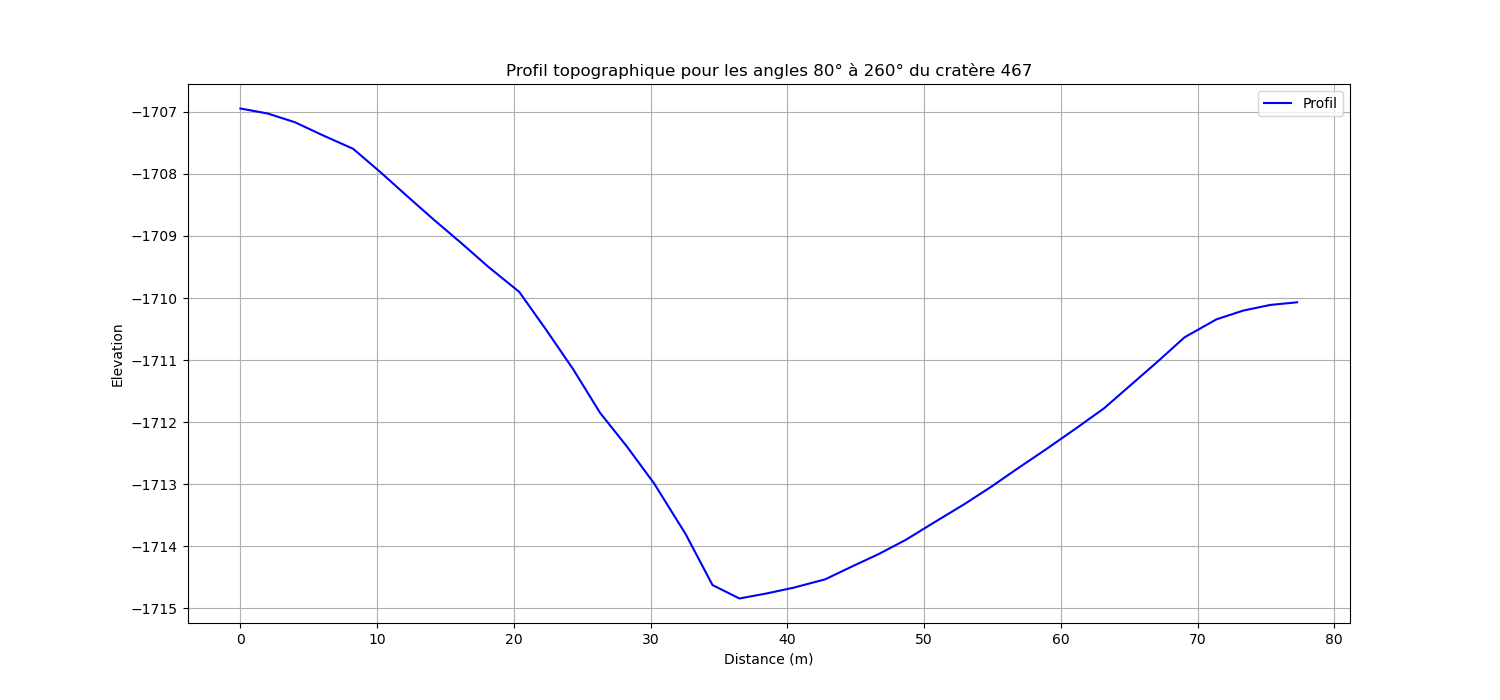 Profil topographique pour les angles 80° à 260° du cratère 467
Profil
−1707
−1708
−1709
−1710
−1711
−1712
−1713
−1714
−1715
Elevation
0 10 20 30 40 50 60 70 80
Distance (m)